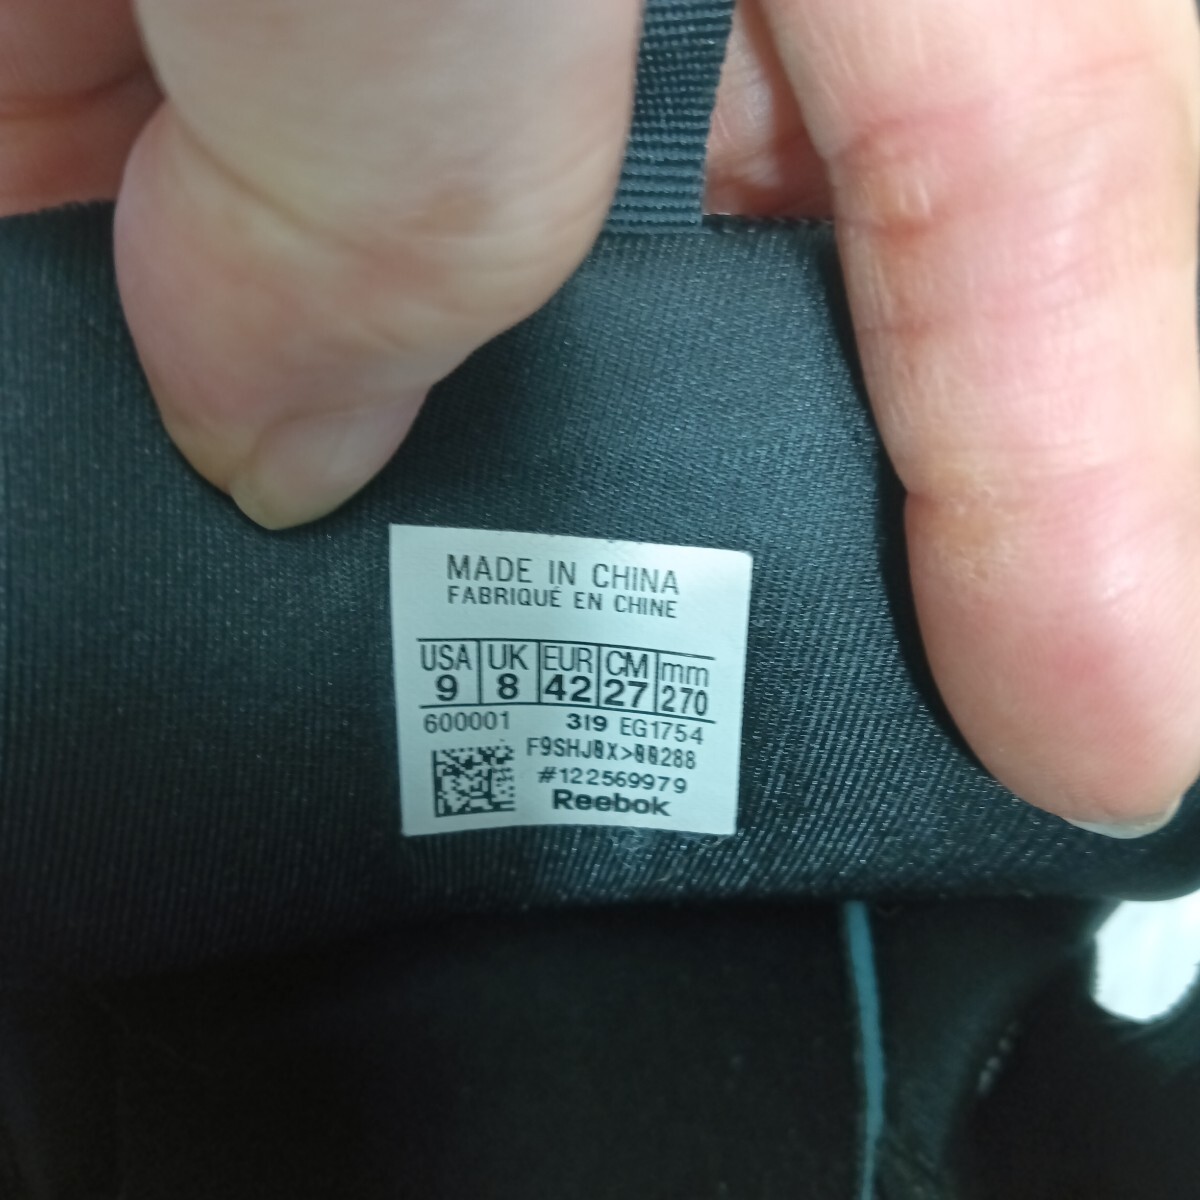 MADE IN CHINA
FABRIQUÉ EN CHINE
USA UK EUR CM mm
9 8 42 27 270
600001 319 EG1754
#122569979
Reebok